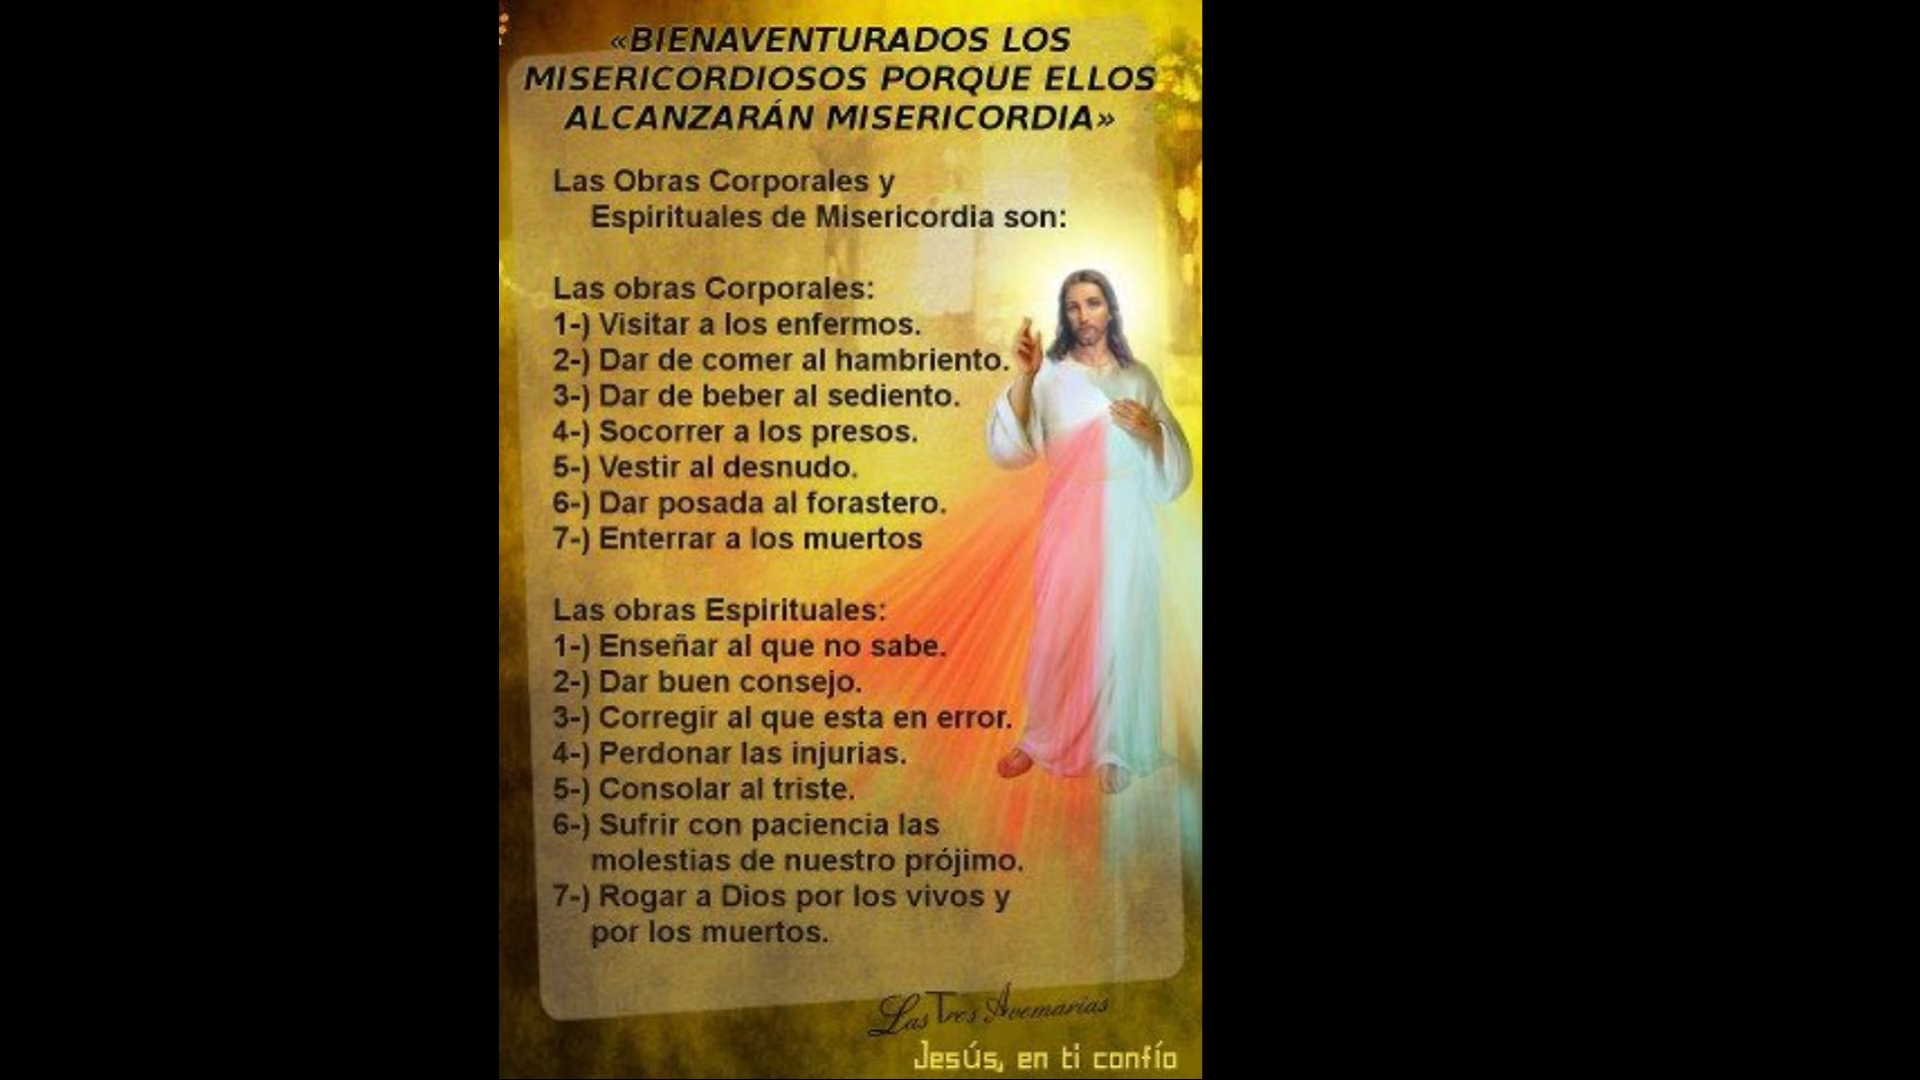 «BIENAVENTURADOS LOS
MISERICORDIOSOS PORQUE ELLOS
ALCANZARÁN MISERICORDIA»
Las Obras Corporales y
Espirituales de Misericordia son:
Las obras Corporales:
1-) Visitar a los enfermos.
2-) Dar de comer al hambriento.
3-) Dar de beber al sediento.
4-) Socorrer a los presos.
5-) Vestir al desnudo.
6-) Dar posada al forastero.
7-) Enterrar a los muertos
Las obras Espirituales:
1-) Enseñar al que no sabe.
2-) Dar buen consejo.
3-) Corregir al que esta en error.
4-) Perdonar las injurias.
5-) Consolar al triste.
6-) Sufrir con paciencia las
molestias de nuestro prójimo.
7-) Rogar a Dios por los vivos y
por los muertos.
Las Tres Avemarías
Jesús, en ti confío